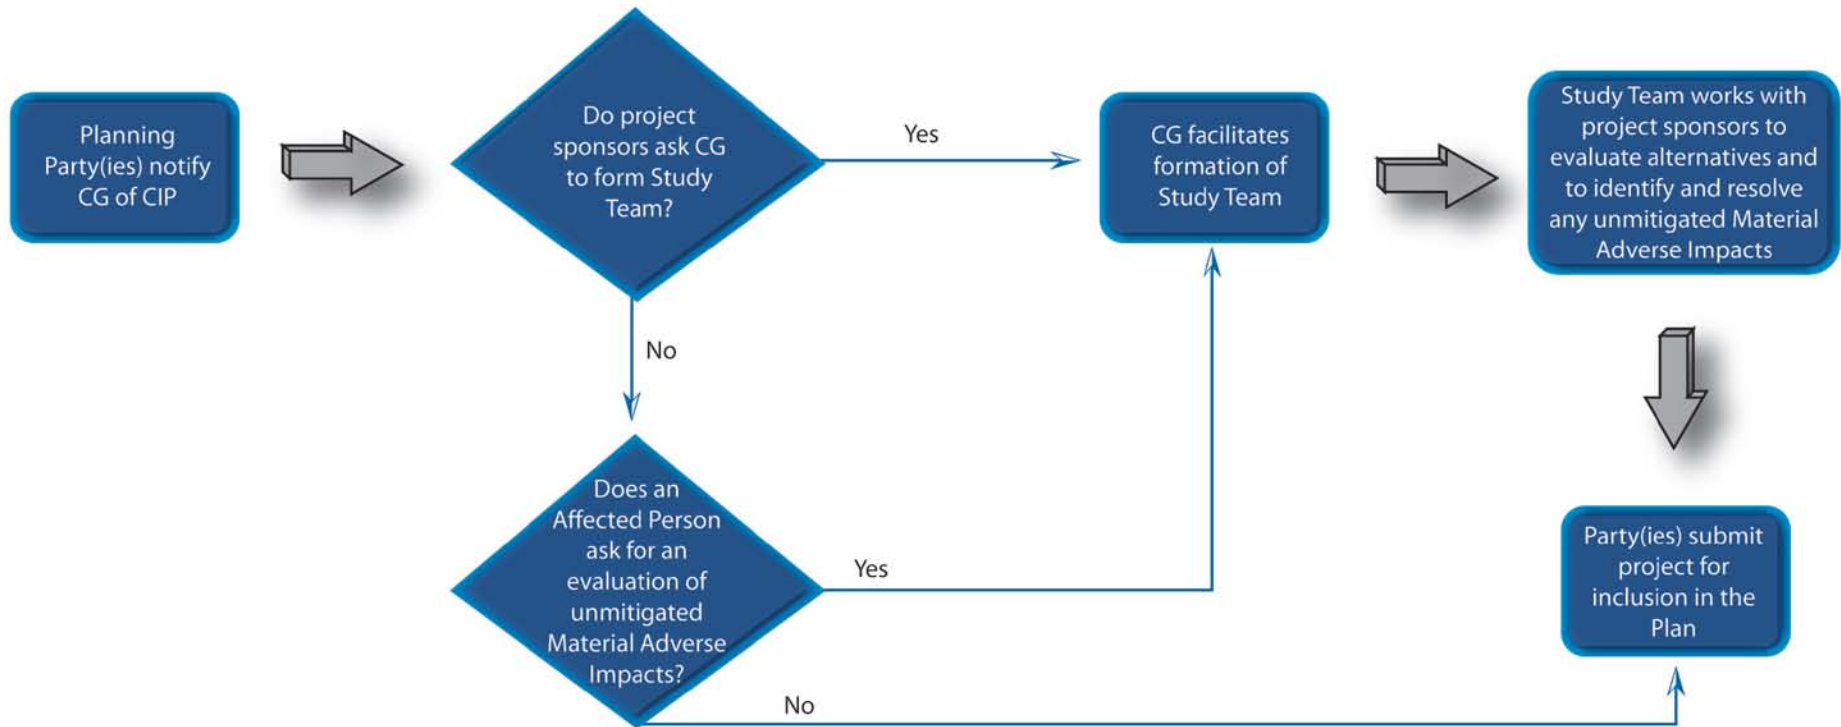 Planning
Party(ies) notify
CG of CIP
Do project
sponsors ask CG
to form Study
Team?
Yes
CG facilitates
formation of
Study Team
Study Team works with
project sponsors to
evaluate alternatives and
to identify and resolve
any unmitigated Material
Adverse Impacts
No
Does an
Affected Person
ask for an
evaluation of
unmitigated
Material Adverse
Impacts?
Yes
No
Party(ies) submit
project for
inclusion in the
Plan